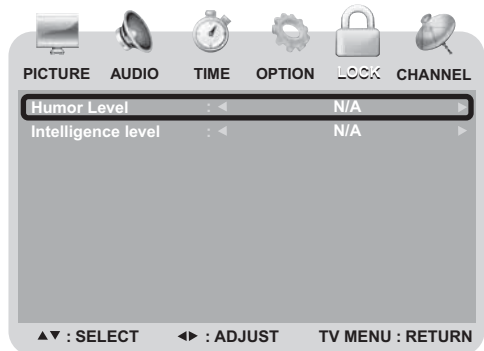 PICTURE AUDIO TIME OPTION LOCK CHANNEL
Humor Level : ◀ N/A ▶
Intelligence level : ◀ N/A ▶
▲▼ : SELECT ◀▶ : ADJUST TV MENU : RETURN